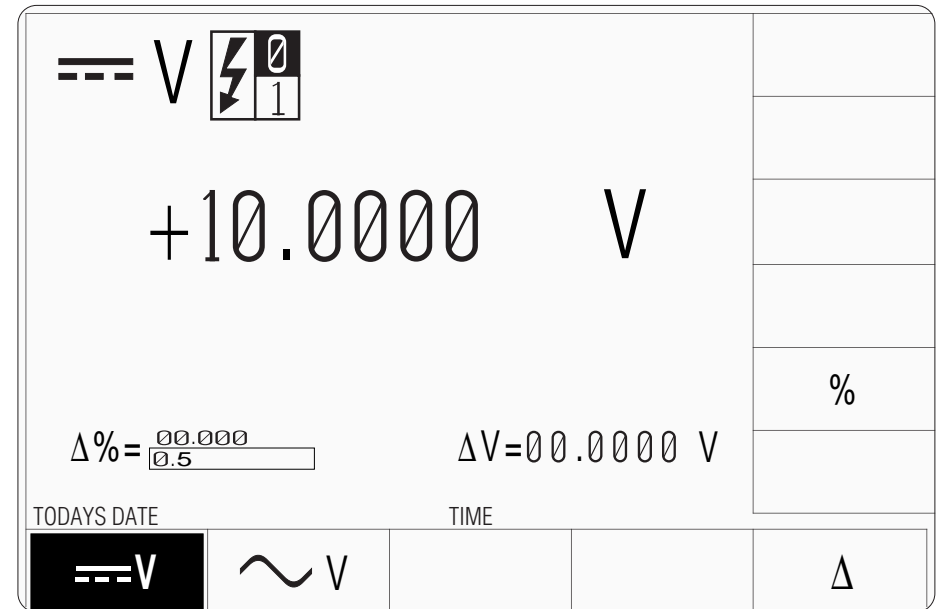 V 0
1
+10.0000 V
%
Δ%= 00.000
0.5
ΔV=00.0000 V
TODAYS DATE TIME
V V Δ